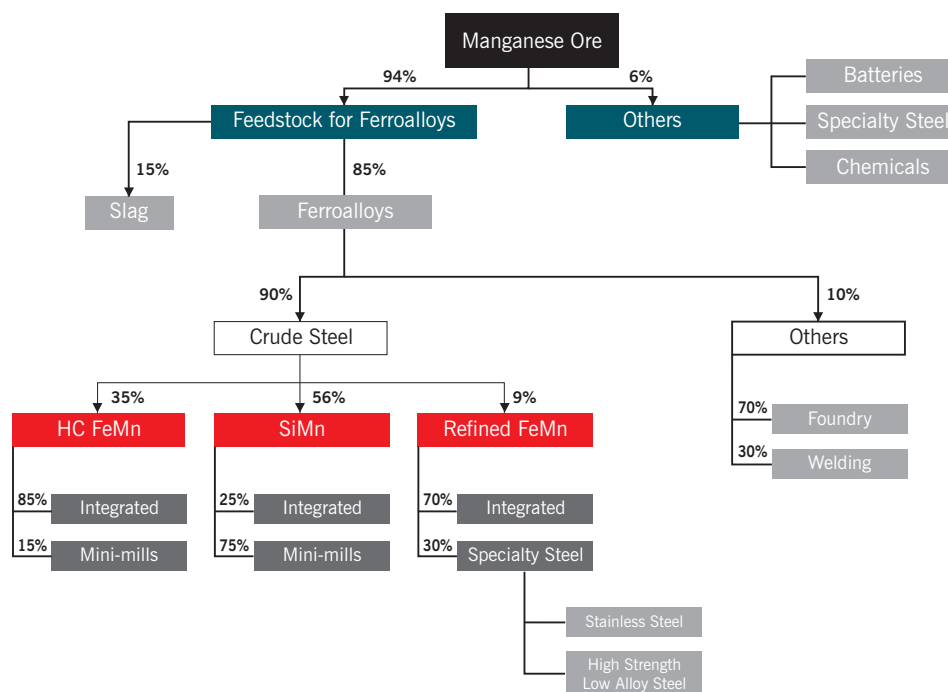 Manganese Ore
94%
6%
Batteries
Feedstock for Ferroalloys
Others
Specialty Steel
15%
85%
Chemicals
Slag
Ferroalloys
90%
10%
Crude Steel
Others
35%
56%
9%
HC FeMn
SiMn
Refined FeMn
70%
Foundry
30%
Welding
85%
Integrated
25%
Integrated
70%
Integrated
15%
Mini-mills
75%
Mini-mills
30%
Specialty Steel
Stainless Steel
High Strength
Low Alloy Steel